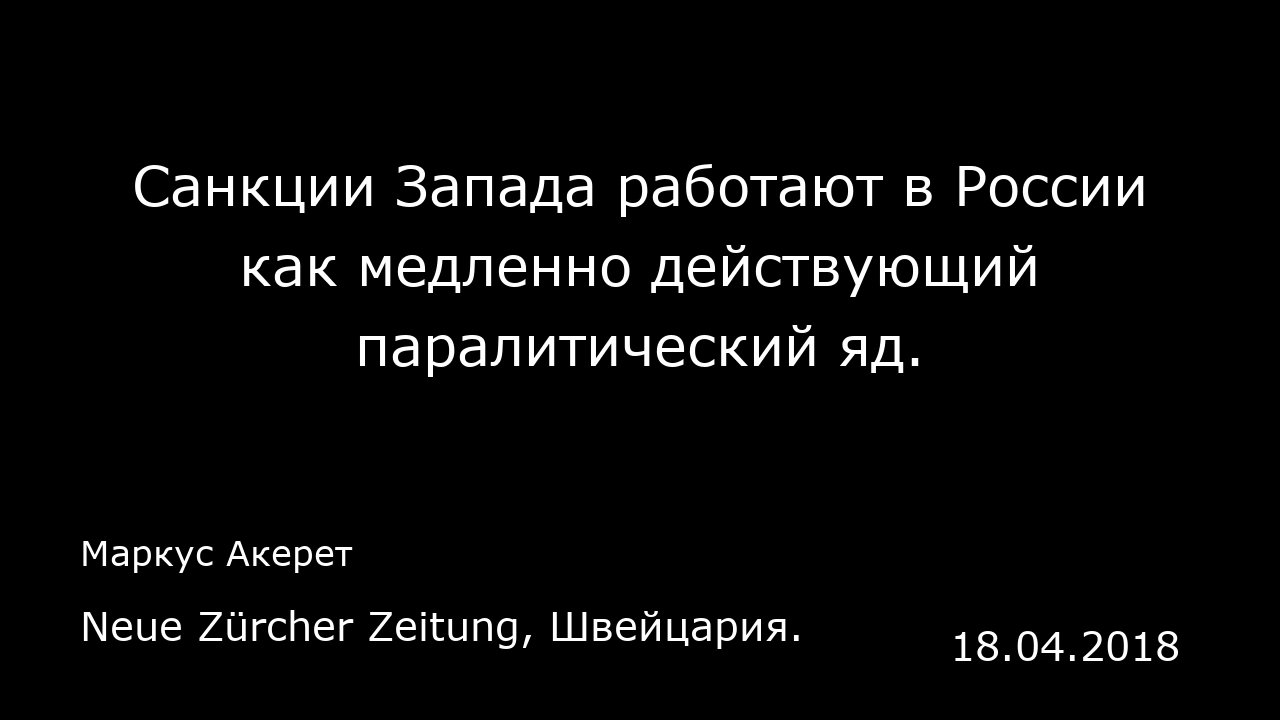 Санкции Запада работают в России
как медленно действующий
паралитический яд.
Маркус Акерет
Neue Zürcher Zeitung, Швейцария.
18.04.2018